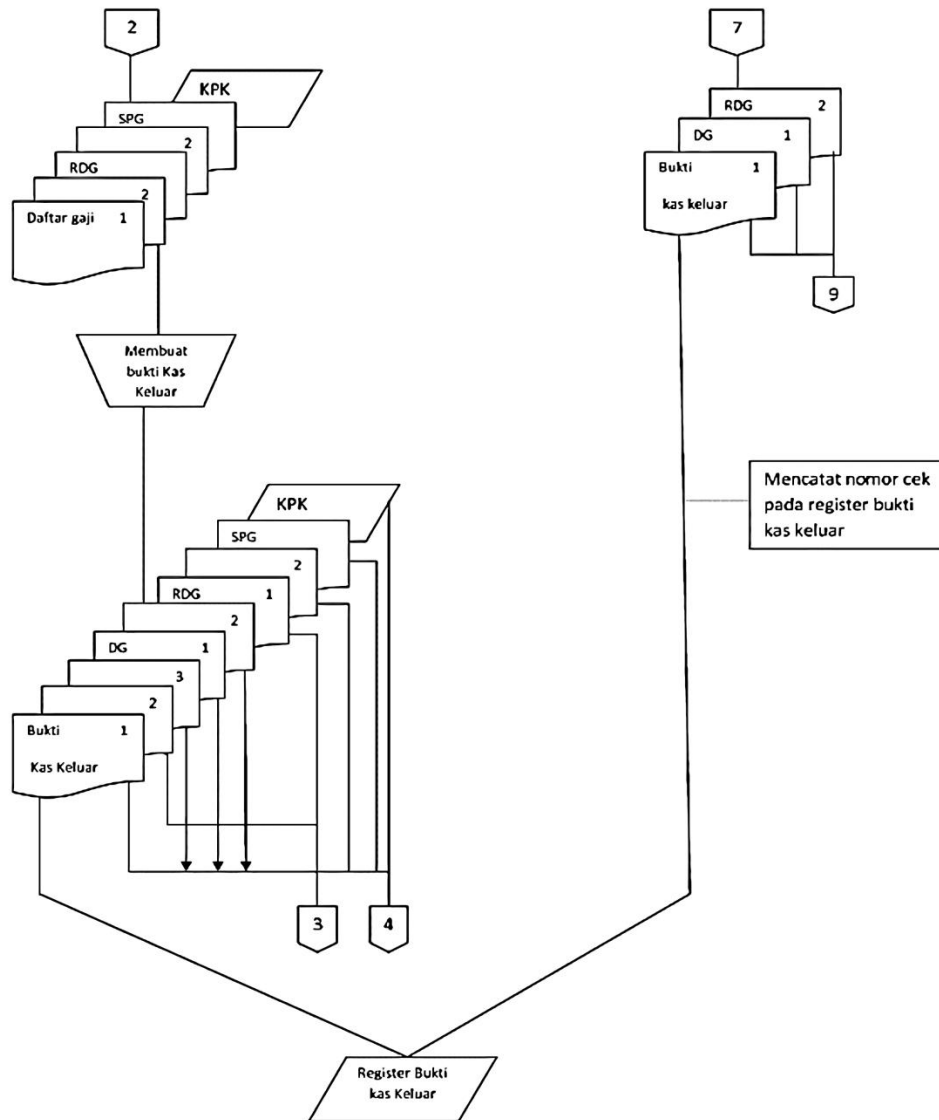 2
KPK
SPG
2
RDG
2
Daftar gaji 1
Membuat
bukti Kas
Keluar
KPK
SPG
2
RDG 1
2
DG 1
3
2
Bukti 1
Kas Keluar
3
4
7
RDG 2
DG 1
Bukti 1
kas keluar
9
Mencatat nomor cek
pada register bukti
kas keluar
Register Bukti
kas Keluar